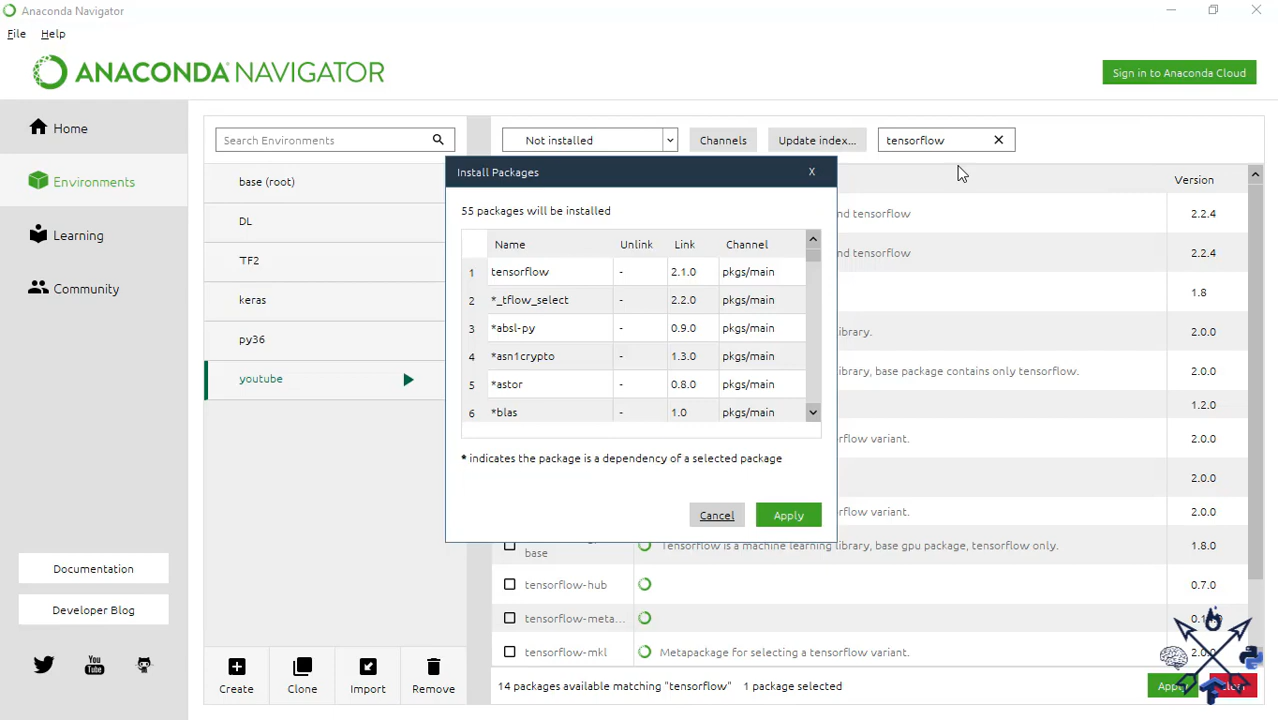 Anaconda Navigator
File Help
ANACONDA NAVIGATOR
Sign in to Anaconda Cloud
Home
Environments
Learning
Community
Documentation
Developer Blog
You Tube
Search Environments
base (root)
DL
TF2
keras
py36
youtube
Create Clone Import Remove
Not installed Channels Update index... tensorflow X
Version
nd tensorflow 2.2.4
nd tensorflow 2.2.4
1.8
ibrary. 2.0.0
ibrary, base package contains only tensorflow. 2.0.0
1.2.0
rflow variant. 2.0.0
2.0.0
rflow variant. 2.0.0
base Tensorflow is a machine learning library, base gpu package, tensorflow only. 1.8.0
tensorflow-hub 0.7.0
tensorflow-meta...
tensorflow-mkl Metapackage for selecting a tensorflow variant.
14 packages available matching "tensorflow" 1 package selected
Install Packages X
55 packages will be installed
Name Unlink Link Channel
1 tensorflow - 2.1.0 pkgs/main
2 *_tflow_select - 2.2.0 pkgs/main
3 *absl-py - 0.9.0 pkgs/main
4 *asn1crypto - 1.3.0 pkgs/main
5 *astor - 0.8.0 pkgs/main
6 *blas - 1.0 pkgs/main
* indicates the package is a dependency of a selected package
Cancel Apply